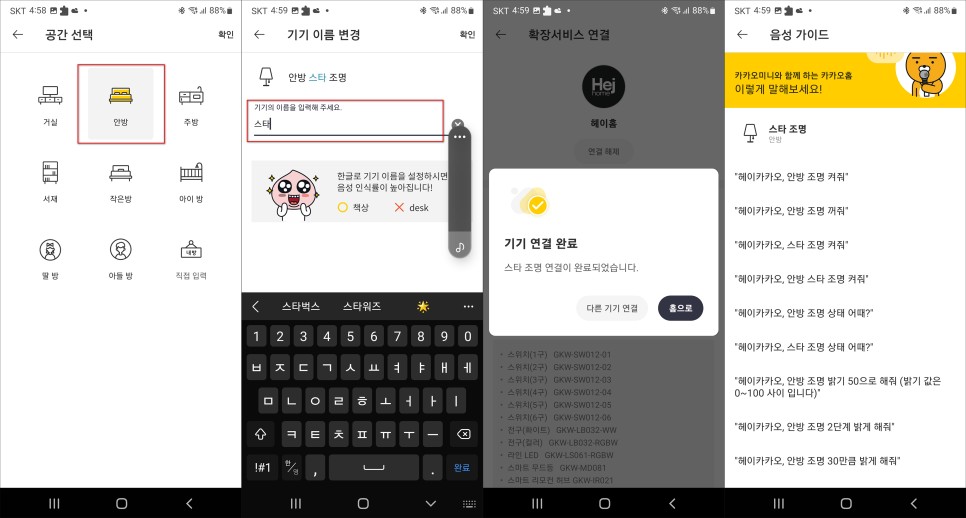 SKT 4:58 88%
공간 선택
확인
거실
안방
주방
서재
작은방
아이 방
딸 방
아들 방
내방
직접 입력
SKT 4:59 88%
기기 이름 변경
확인
안방 스타 조명
기기의 이름을 입력해 주세요.
스태
한글로 기기 이름을 설정하시면
음성 인식률이 높아집니다!
책상
desk
스타벅스
스타워즈
1 2 3 4 5 6 7 8 9 0
ㅂ ㅈ ㄷ ㄱ ㅅ ㅛ ㅕ ㅑ ㅐ ㅔ
ㅁ ㄴ ㅇ ㄹ ㅎ ㅗ ㅓ ㅏ ㅣ
ㅋ ㅌ ㅊ ㅍ ㅠ ㅜ ㅡ
!#1 한/영 , . 완료
SKT 4:59 88%
확장서비스 연결
Hej
home
헤이홈
연결 해제
기기 연결 완료
스타 조명 연결이 완료되었습니다.
다른 기기 연결
홈으로
• 스위치(1구) GKW-SW012-01
• 스위치(2구) GKW-SW012-02
• 스위치(3구) GKW-SW012-03
• 스위치(4구) GKW-SW012-04
• 스위치(5구) GKW-SW012-05
• 스위치(6구) GKW-SW012-06
• 전구(화이트) GKW-LB032-WW
• 전구(컬러) GKW-LB032-RGBW
• 라인 LED GKW-LS061-RGBW
• 스마트 무드등 GKW-MD081
• 스마트 리모컨 허브 GKW-IR021
SKT 4:59 88%
음성 가이드
카카오미니와 함께 하는 카카오홈
이렇게 말해보세요!
스타 조명
안방
"헤이카카오, 안방 조명 켜줘"
"헤이카카오, 안방 조명 꺼줘"
"헤이카카오, 스타 조명 켜줘"
"헤이카카오, 안방 스타 조명 켜줘"
"헤이카카오, 안방 조명 상태 어때?"
"헤이카카오, 스타 조명 상태 어때?"
"헤이카카오, 안방 조명 밝기 50으로 해줘 (밝기 값은
0~100 사이 입니다)"
"헤이카카오, 안방 조명 2단계 밝게 해줘"
"헤이카카오, 안방 조명 30만큼 밝게 해줘"